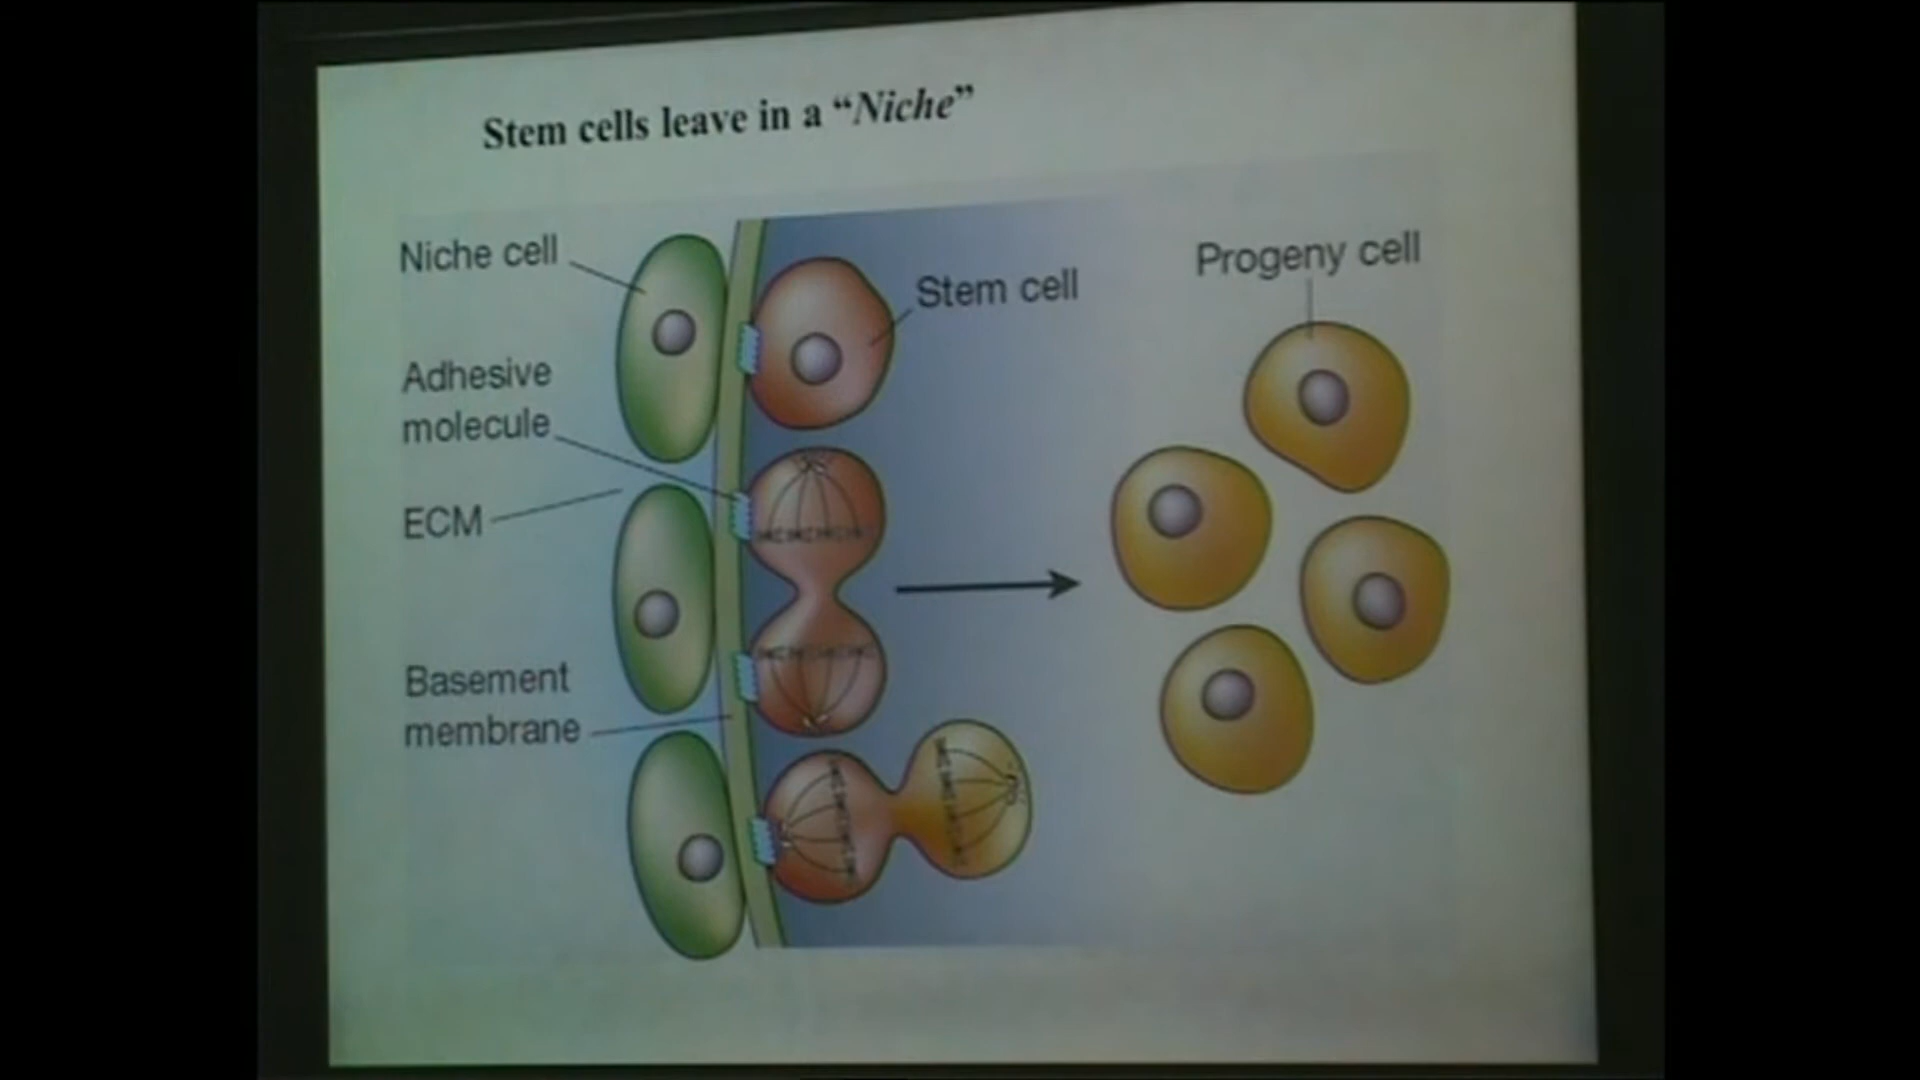 Stem cells leave in a “Niche”
Niche cell
Stem cell
Progeny cell
Adhesive
molecule
ECM
Basement
membrane